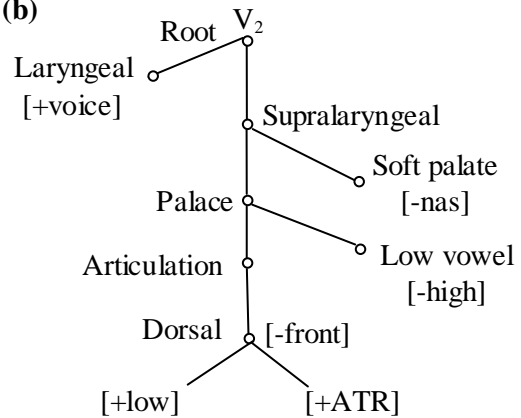 (b)
V₂
Root
Laryngeal
[+voice]
Supralaryngeal
Soft palate
[-nas]
Palace
Low vowel
[-high]
Articulation
Dorsal [-front]
[+low] [+ATR]